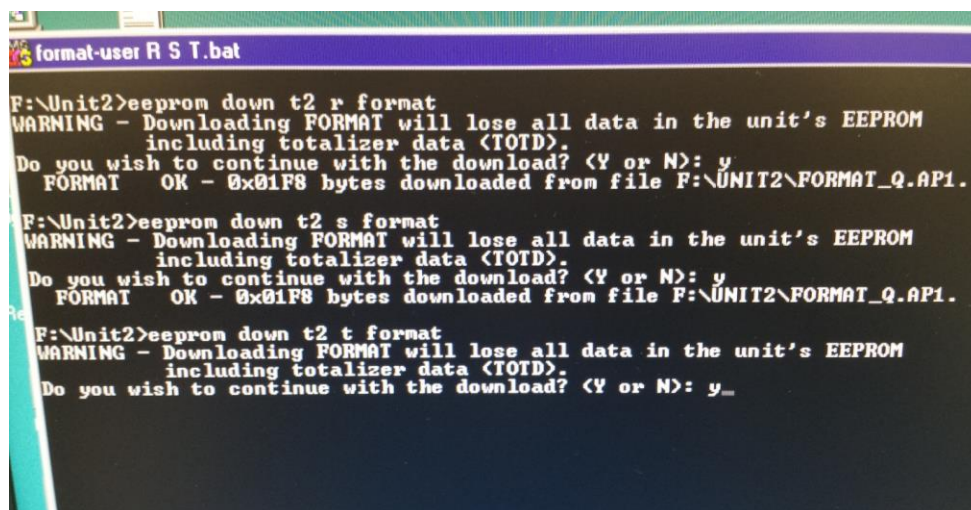 format-user R S T.bat
F:\Unit2>eeprom down t2 r format
WARNING - Downloading FORMAT will lose all data in the unit's EEPROM
including totalizer data <TOTD>.
Do you wish to continue with the download? <Y or N>: y
FORMAT OK - 0x01F8 bytes downloaded from file F:\UNIT2\FORMAT_Q.AP1.
F:\Unit2>eeprom down t2 s format
WARNING - Downloading FORMAT will lose all data in the unit's EEPROM
including totalizer data <TOTD>.
Do you wish to continue with the download? <Y or N>: y
FORMAT OK - 0x01F8 bytes downloaded from file F:\UNIT2\FORMAT_Q.AP1.
F:\Unit2>eeprom down t2 t format
WARNING - Downloading FORMAT will lose all data in the unit's EEPROM
including totalizer data <TOTD>.
Do you wish to continue with the download? <Y or N>: y_